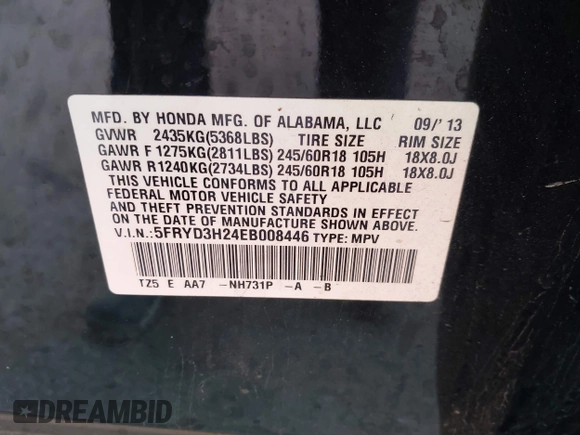 MFD. BY HONDA MFG. OF ALABAMA, LLC 09/'13
GVWR 2435KG(5368LBS) TIRE SIZE RIM SIZE
GAWR F 1275KG(2811LBS) 245/60R18 105H 18X8.0J
GAWR R1240KG(2734LBS) 245/60R18 105H 18X8.0J
THIS VEHICLE CONFORMS TO ALL APPLICABLE
FEDERAL MOTOR VEHICLE SAFETY
AND THEFT PREVENTION STANDARDS IN EFFECT
ON THE DATE OF MANUFACTURE SHOWN ABOVE.
V.I.N.:5FRYD3H24EB008446 TYPE: MPV
TZ5 E AA7 -NH731P -A -B
DREAMBID